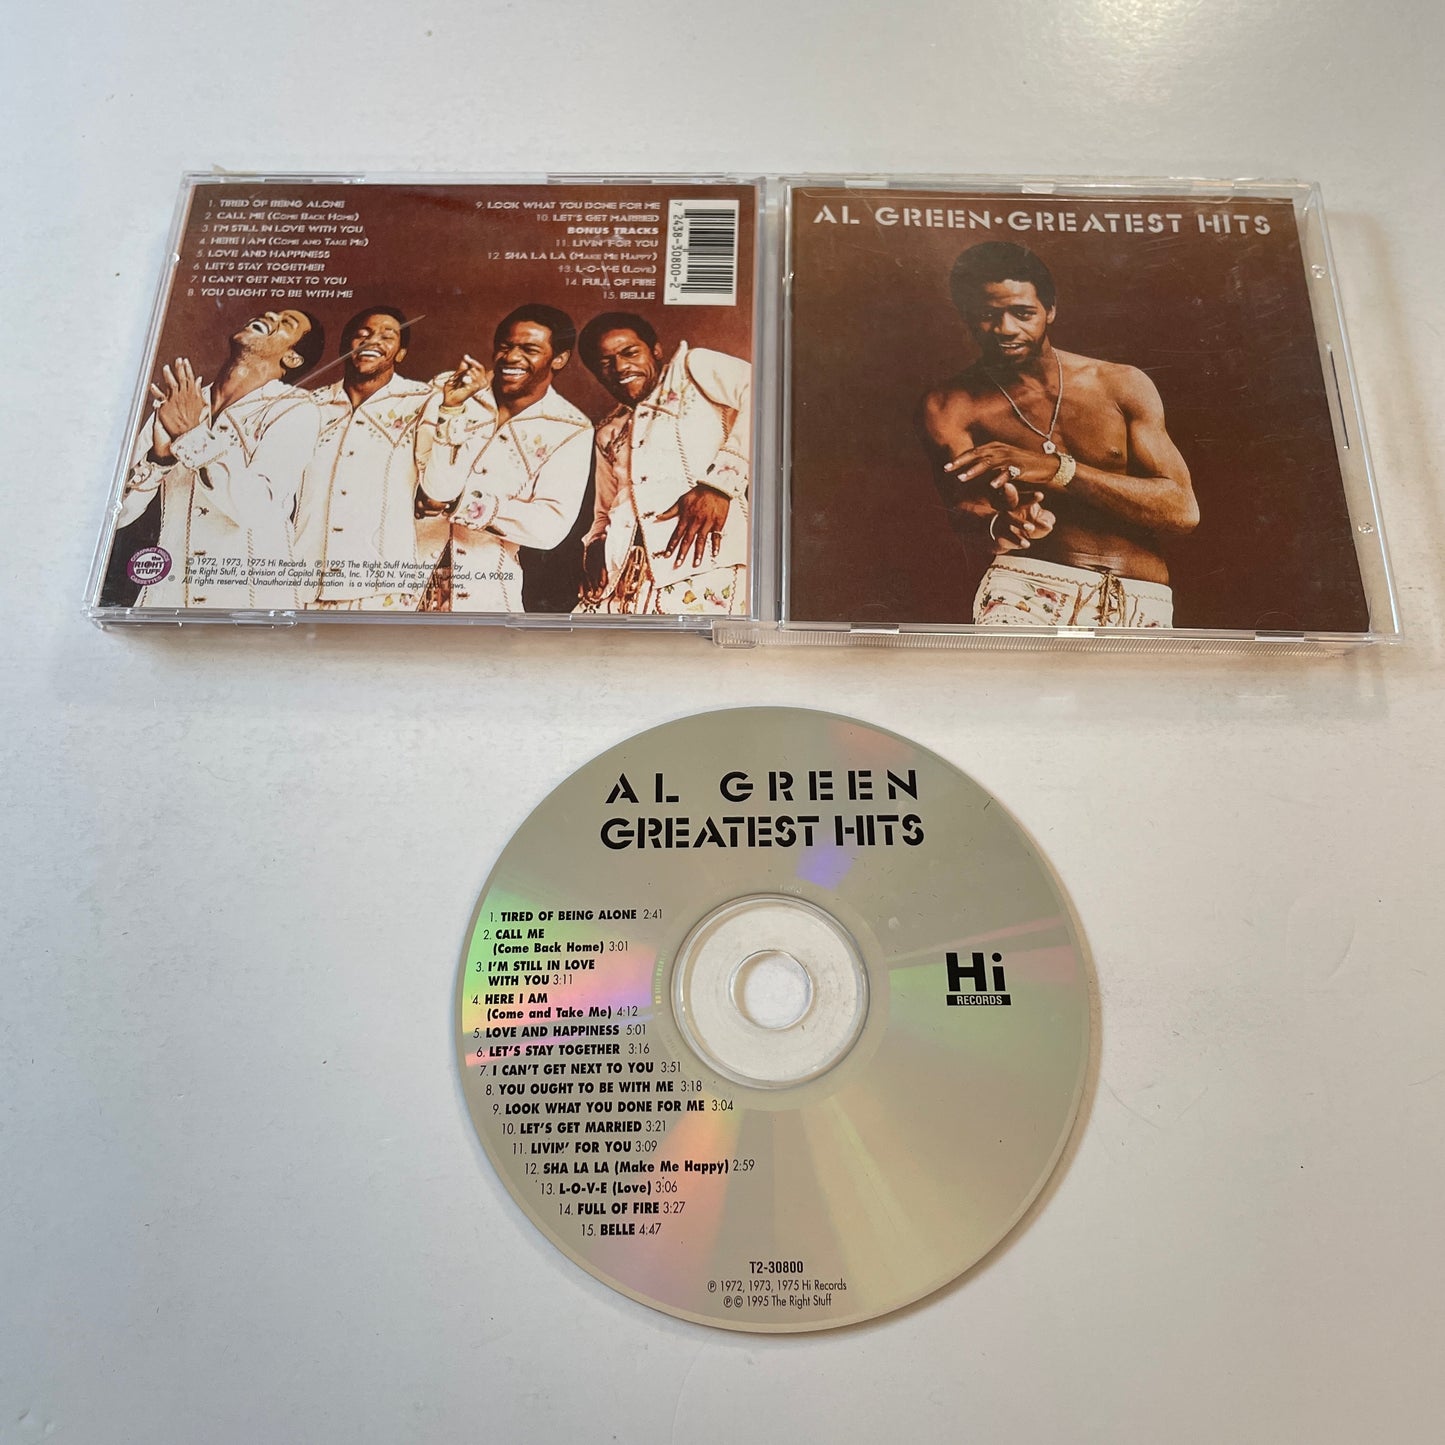 1. TIRED OF BEING ALONE
2. CALL ME (COME BACK HOME)
3. I'M STILL IN LOVE WITH YOU
4. HERE I AM (COME AND TAKE ME)
5. LOVE AND HAPPINESS
6. LET'S STAY TOGETHER
7. I CAN'T GET NEXT TO YOU
8. YOU OUGHT TO BE WITH ME
9. LOOK WHAT YOU DONE FOR ME
10. LET'S GET MARRIED
BONUS TRACKS
11. LIVIN' FOR YOU
12. SHA LA LA (MAKE ME HAPPY)
13. L-O-V-E (LOVE)
14. FULL OF FIRE
15. BELLE
7 2438-30800-2 1
COMPACT DISCS
the
RIGHT
STUFF
CASSETTES
®
© 1972, 1973, 1975 Hi Records ℗ 1995 The Right Stuff Manufactured by
The Right Stuff, a division of Capitol Records, Inc. 1750 N. Vine St., CA 90028.
All rights reserved. Unauthorized duplication is a violation of laws.
AL GREEN•GREATEST HITS
AL GREEN
GREATEST HITS
1. TIRED OF BEING ALONE 2:41
2. CALL ME
(Come Back Home) 3:01
3. I'M STILL IN LOVE
WITH YOU 3:11
4. HERE I AM
(Come and Take Me) 4:12
5. LOVE AND HAPPINESS 5:01
6. LET'S STAY TOGETHER 3:16
7. I CAN'T GET NEXT TO YOU 3:51
8. YOU OUGHT TO BE WITH ME 3:18
9. LOOK WHAT YOU DONE FOR ME 3:04
10. LET'S GET MARRIED 3:21
11. LIVIN' FOR YOU 3:09
12. SHA LA LA (Make Me Happy) 2:59
13. L-O-V-E (Love) 3:06
14. FULL OF FIRE 3:27
15. BELLE 4:47
Hi
RECORDS
T2-30800
℗ 1972, 1973, 1975 Hi Records
℗© 1995 The Right Stuff